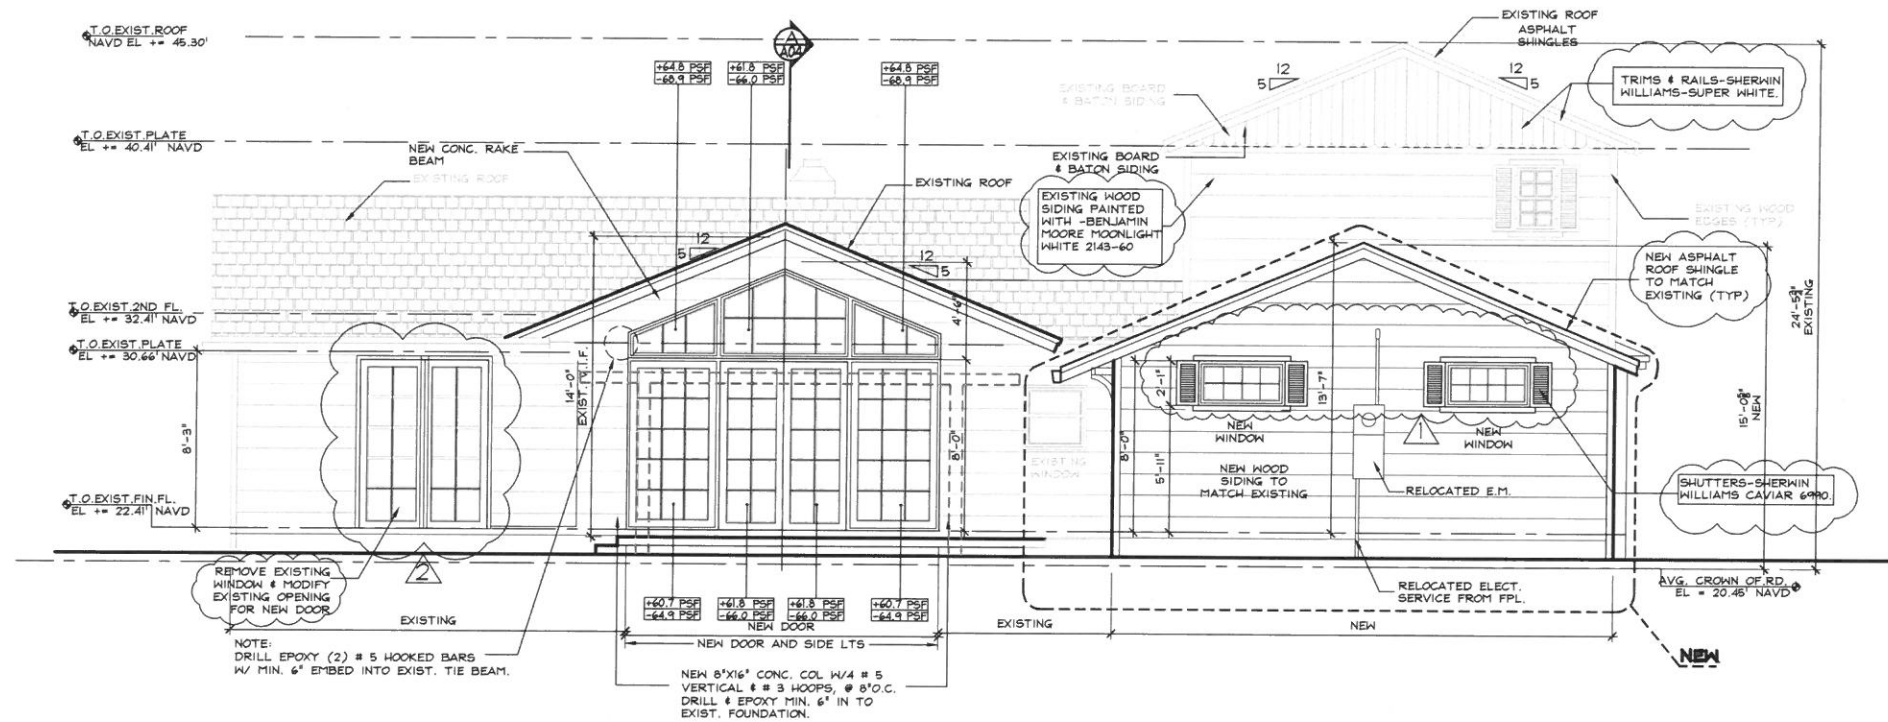 T.O.EXIST.ROOF
NAVD EL += 45.30'
A
A04
+64.8 PSF
-68.9 PSF
+61.8 PSF
-66.0 PSF
+64.8 PSF
-68.9 PSF
EXISTING ROOF
ASPHALT
SHINGLES
12
5
12
5
TRIMS & RAILS-SHERWIN
WILLIAMS-SUPER WHITE.
EXISTING BOARD
& BATON SIDING
T.O.EXIST.PLATE
EL += 40.41' NAVD
NEW CONC. RAKE
BEAM
EXISTING ROOF
EXISTING BOARD
& BATON SIDING
EXISTING ROOF
EXISTING WOOD
SIDING PAINTED
WITH -BENJAMIN
MOORE MOONLIGHT
WHITE 2143-60
EXISTING WOOD
EDGES (TYP)
12
5
12
5
NEW ASPHALT
ROOF SHINGLE
TO MATCH
EXISTING (TYP)
24'-5¾"
EXISTING
T.O.EXIST.2ND FL.
EL += 32.41' NAVD
T.O.EXIST.PLATE
EL += 30.66' NAVD
4'-6"
14'-0"
EXIST. V.I.F.
8'-3"
8'-0"
8'-0"
2'-1"
5'-11"
13'-7"
NEW
WINDOW
1
NEW
WINDOW
EXISTING
WINDOW
NEW WOOD
SIDING TO
MATCH EXISTING
RELOCATED E.M.
NEW
SHUTTERS-SHERWIN
WILLIAMS CAVIAR 6990.
T.O.EXIST.FIN.FL.
EL += 22.41' NAVD
REMOVE EXISTING
WINDOW & MODIFY
EXISTING OPENING
FOR NEW DOOR
2
RELOCATED ELECT.
SERVICE FROM FPL.
AVG. CROWN OF RD.
EL = 20.45' NAVD
+60.7 PSF
-64.9 PSF
+61.8 PSF
-66.0 PSF
+61.8 PSF
-66.0 PSF
+60.7 PSF
-64.9 PSF
EXISTING
NEW DOOR
EXISTING
NEW
NEW DOOR AND SIDE LTS
NOTE:
DRILL EPOXY (2) # 5 HOOKED BARS
W/ MIN. 6" EMBED INTO EXIST. TIE BEAM.
NEW 8"X16" CONC. COL W/4 # 5
VERTICAL & # 3 HOOPS, @ 8"O.C.
DRILL & EPOXY MIN. 6" IN TO
EXIST. FOUNDATION.
NEW